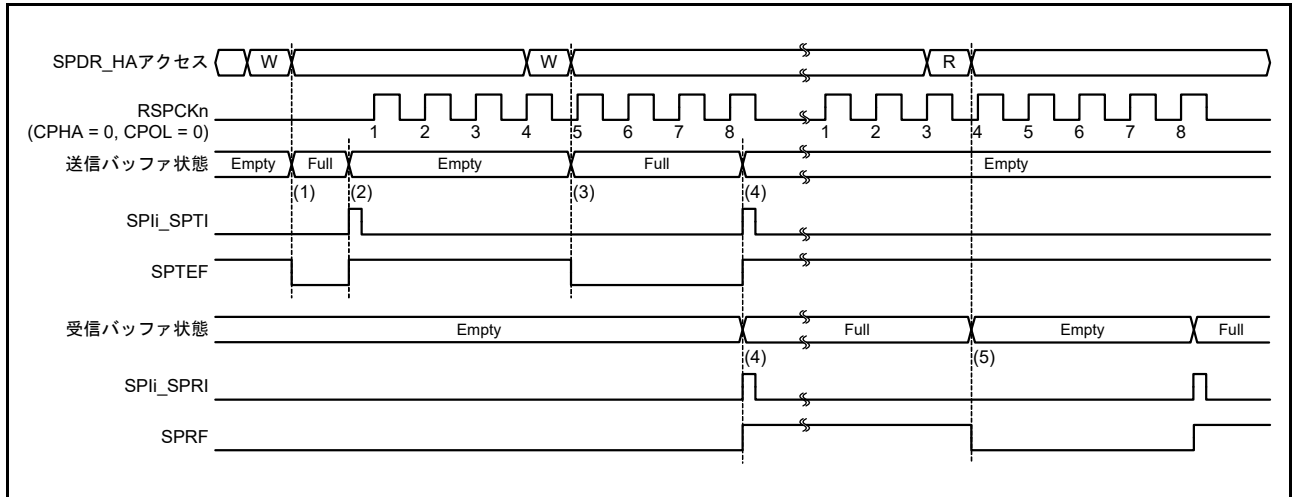 SPDR_HAアクセス W W R
RSPCKn
(CPHA = 0, CPOL = 0) 1 2 3 4 5 6 7 8 1 2 3 4 5 6 7 8
送信バッファ状態 Empty Full Empty Full Empty
(1) (2) (3) (4)
SPIi_SPTI
SPTEF
受信バッファ状態 Empty Full Empty Full
(4) (5)
SPIi_SPRI
SPRF